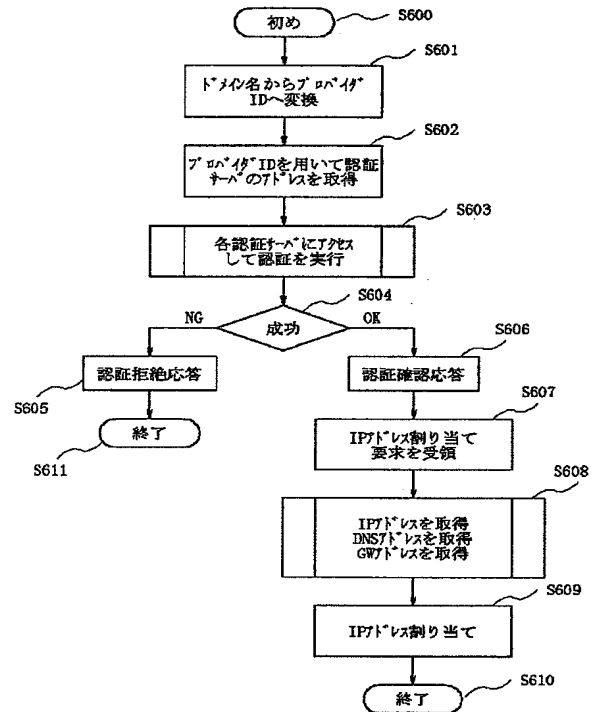 初め
S600
S601
ﾄﾞﾒｲﾝ名からﾌﾟﾛﾊﾞｲﾀﾞ
IDへ変換
S602
ﾌﾟﾛﾊﾞｲﾀﾞIDを用いて認証
ｻｰﾊﾞのｱﾄﾞﾚｽを取得
S603
各認証ｻｰﾊﾞにｱｸｾｽ
して認証を実行
S604
NG
成功
OK
S606
認証拒絶応答
認証確認応答
S605
S607
終了
IPｱﾄﾞﾚｽ割り当て
要求を受領
S611
S608
IPｱﾄﾞﾚｽを取得
DNSｱﾄﾞﾚｽを取得
GWｱﾄﾞﾚｽを取得
S609
IPｱﾄﾞﾚｽ割り当て
S610
終了